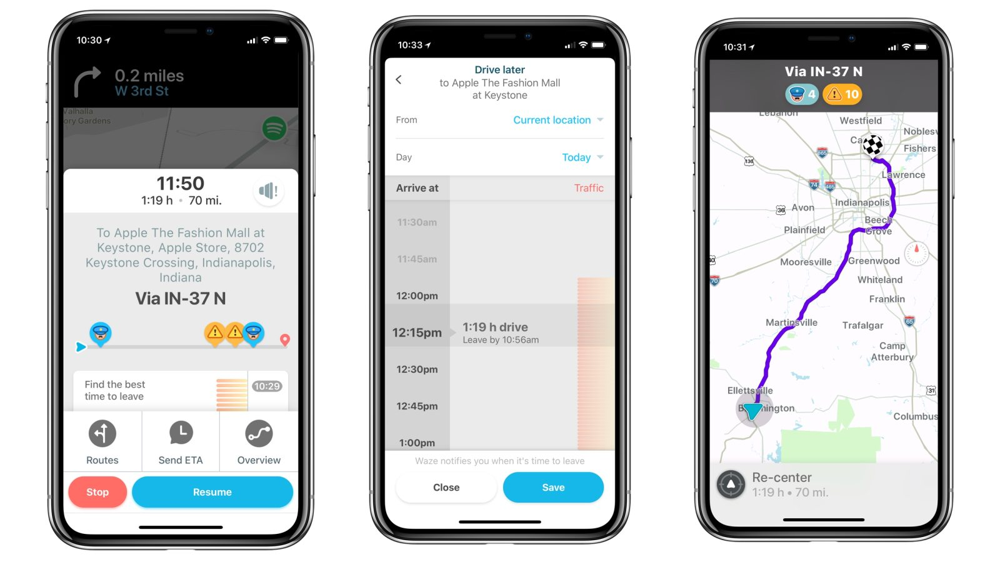 10:30
0.2 miles
W 3rd St
Valhalla
ory Gardens
11:50
1:19 h • 70 mi.
To Apple The Fashion Mall at
Keystone, Apple Store, 8702
Keystone Crossing, Indianapolis,
Indiana
Via IN-37 N
Find the best
time to leave
10:29
Routes
Send ETA
Overview
Stop
Resume
10:33
Drive later
to Apple The Fashion Mall
at Keystone
From
Current location
Day
Today
Arrive at
Traffic
11:30am
11:45am
12:00pm
12:15pm
1:19 h drive
Leave by 10:56am
12:30pm
12:45pm
1:00pm
Waze notifies you when it's time to leave
Close
Save
10:31
Via IN-37 N
4
10
Lebanon
Westfield
Ca
Noblesv
Fishers
865
136
Lawrence
74
465
Indianapolis
36
Avon
Beech
Grove
Plainfield
40
Mooresville
Greenwood
70
Whiteland
Franklin
Martinsville
Trafalgar
65
Camp
Atterbury
Ellettsville
31
Bl mington
Columbus
Re-center
1:19 h • 70 mi.